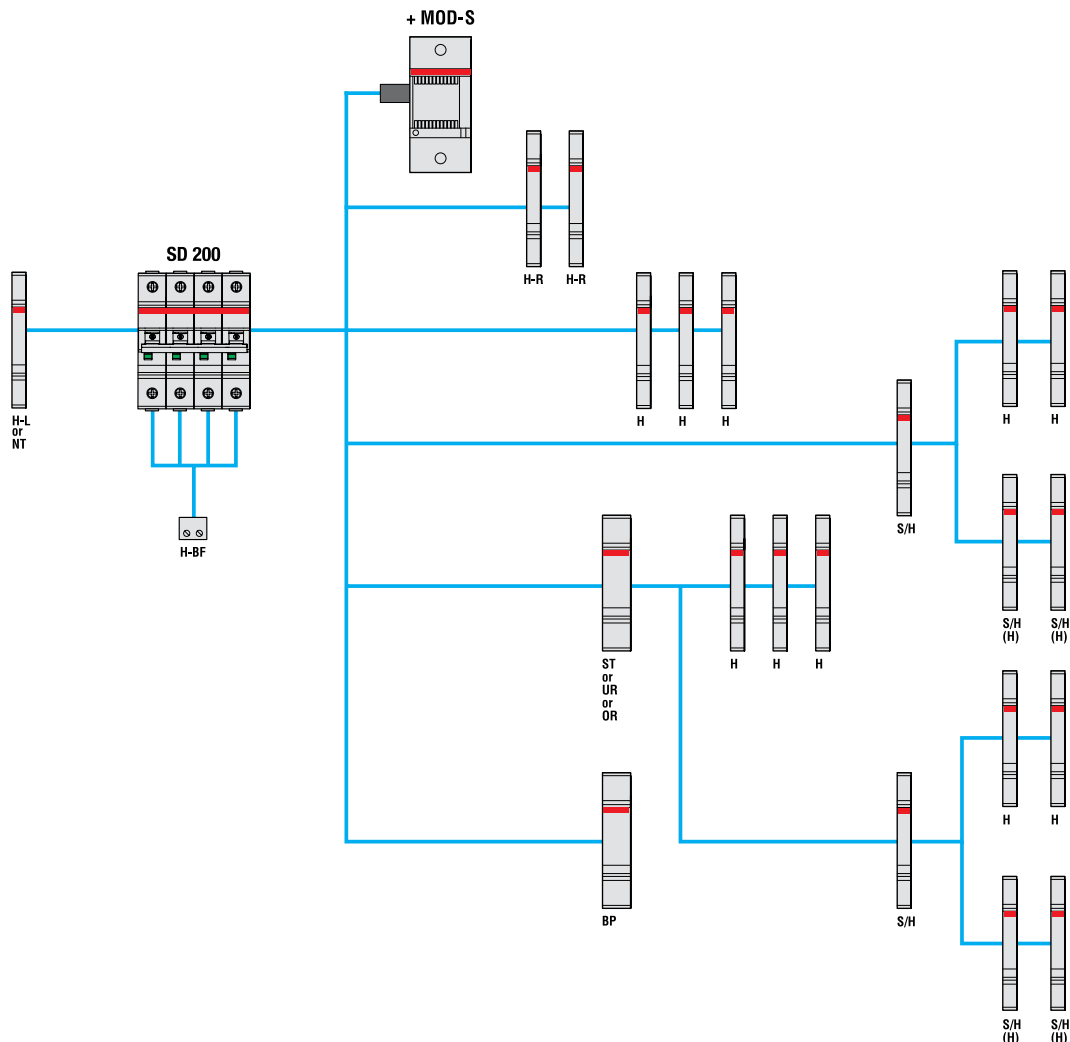 + MOD-S
SD 200
H-R
H-R
H-L
or
NT
H
H
H
H
H
H-BF
S/H
S/H
(H)
S/H
(H)
ST
or
UR
or
OR
H
H
H
H
H
BP
S/H
S/H
(H)
S/H
(H)